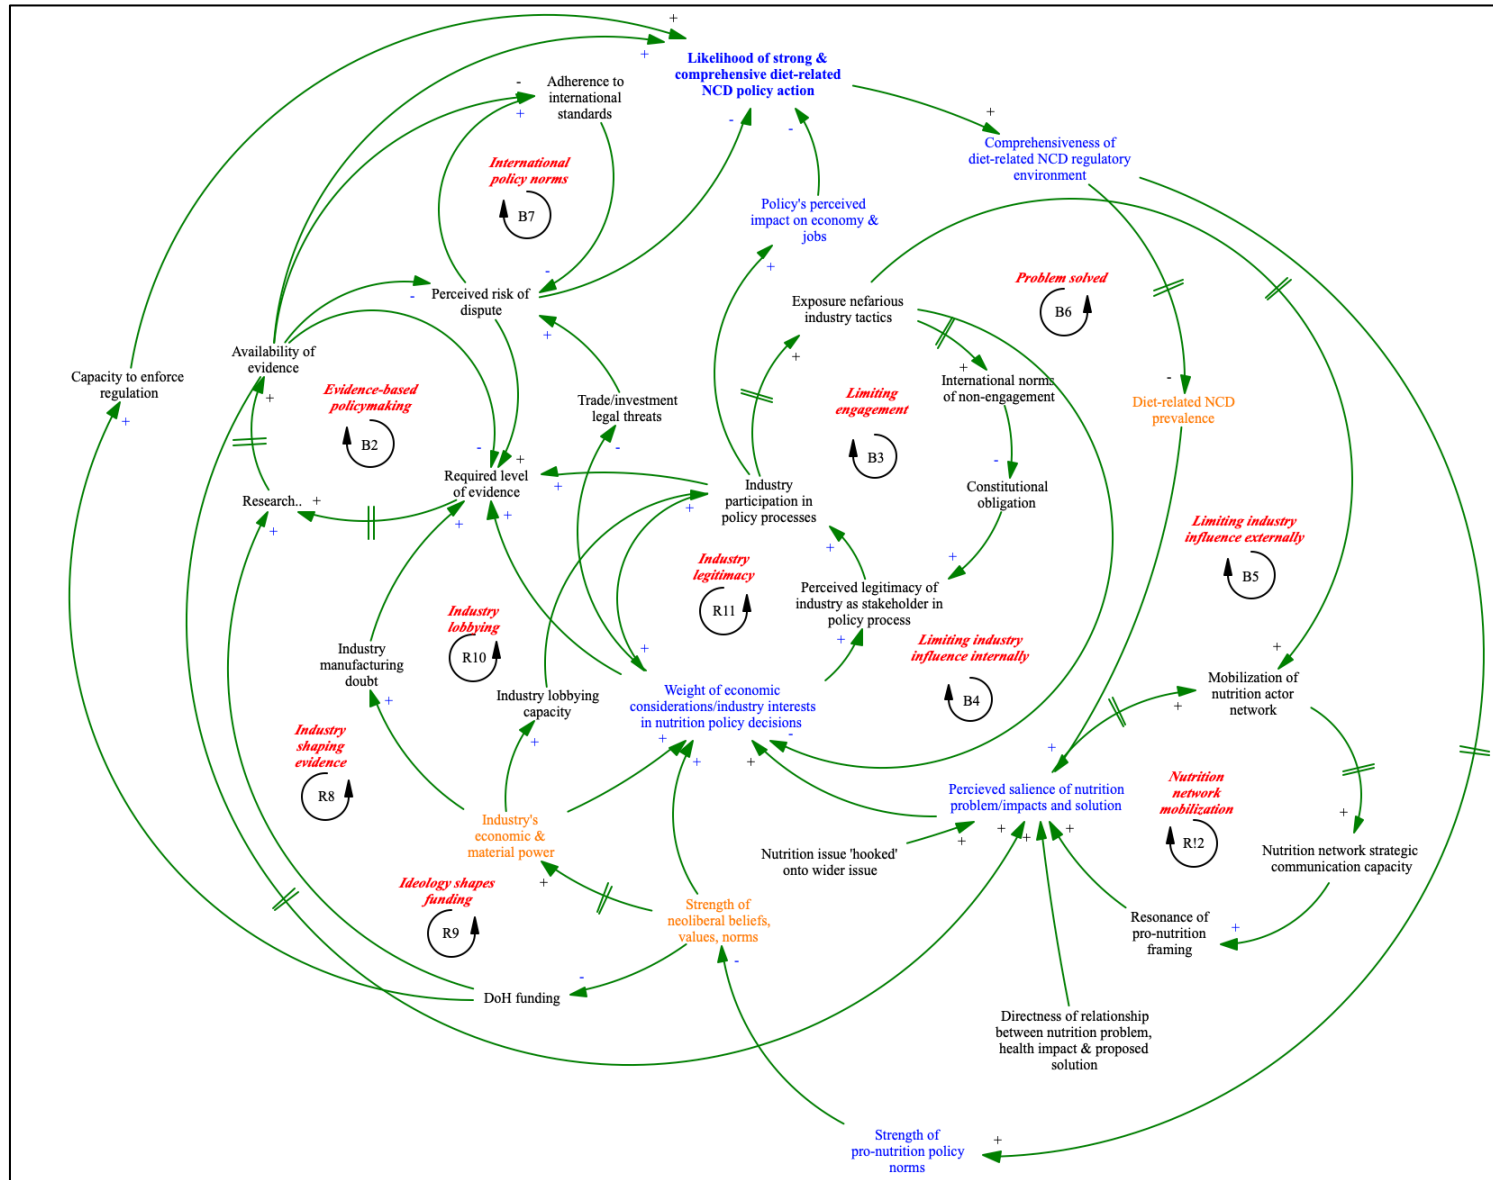 Likelihood of strong &
comprehensive diet-related
NCD policy action
Adherence to
international
standards
International
policy norms
B7
Comprehensiveness of
diet-related NCD regulatory
environment
Policy's perceived
impact on economy &
jobs
Perceived risk of
dispute
Exposure nefarious
industry tactics
Problem solved
B6
Availability of
evidence
Capacity to enforce
regulation
Evidence-based
policymaking
B2
Trade/investment
legal threats
Limiting
engagement
B3
International norms
of non-engagement
Diet-related NCD
prevalence
Required level
of evidence
Research..
Industry
participation in
policy processes
Constitutional
obligation
Limiting industry
influence externally
B5
Industry
legitimacy
R11
Perceived legitimacy of
industry as stakeholder in
policy process
Industry
lobbying
R10
Industry
manufacturing
doubt
Limiting industry
influence internally
B4
Industry lobbying
capacity
Weight of economic
considerations/industry interests
in nutrition policy decisions
Mobilization of
nutrition actor
network
Industry
shaping
evidence
R8
Percieved salience of nutrition
problem/impacts and solution
Nutrition
network
mobilization
R!2
Industry's
economic &
material power
Nutrition issue 'hooked'
onto wider issue
Nutrition network strategic
communication capacity
Ideology shapes
funding
R9
Strength of
neoliberal beliefs,
values, norms
Resonance of
pro-nutrition
framing
DoH funding
Directness of relationship
between nutrition problem,
health impact & proposed
solution
Strength of
pro-nutrition policy
norms